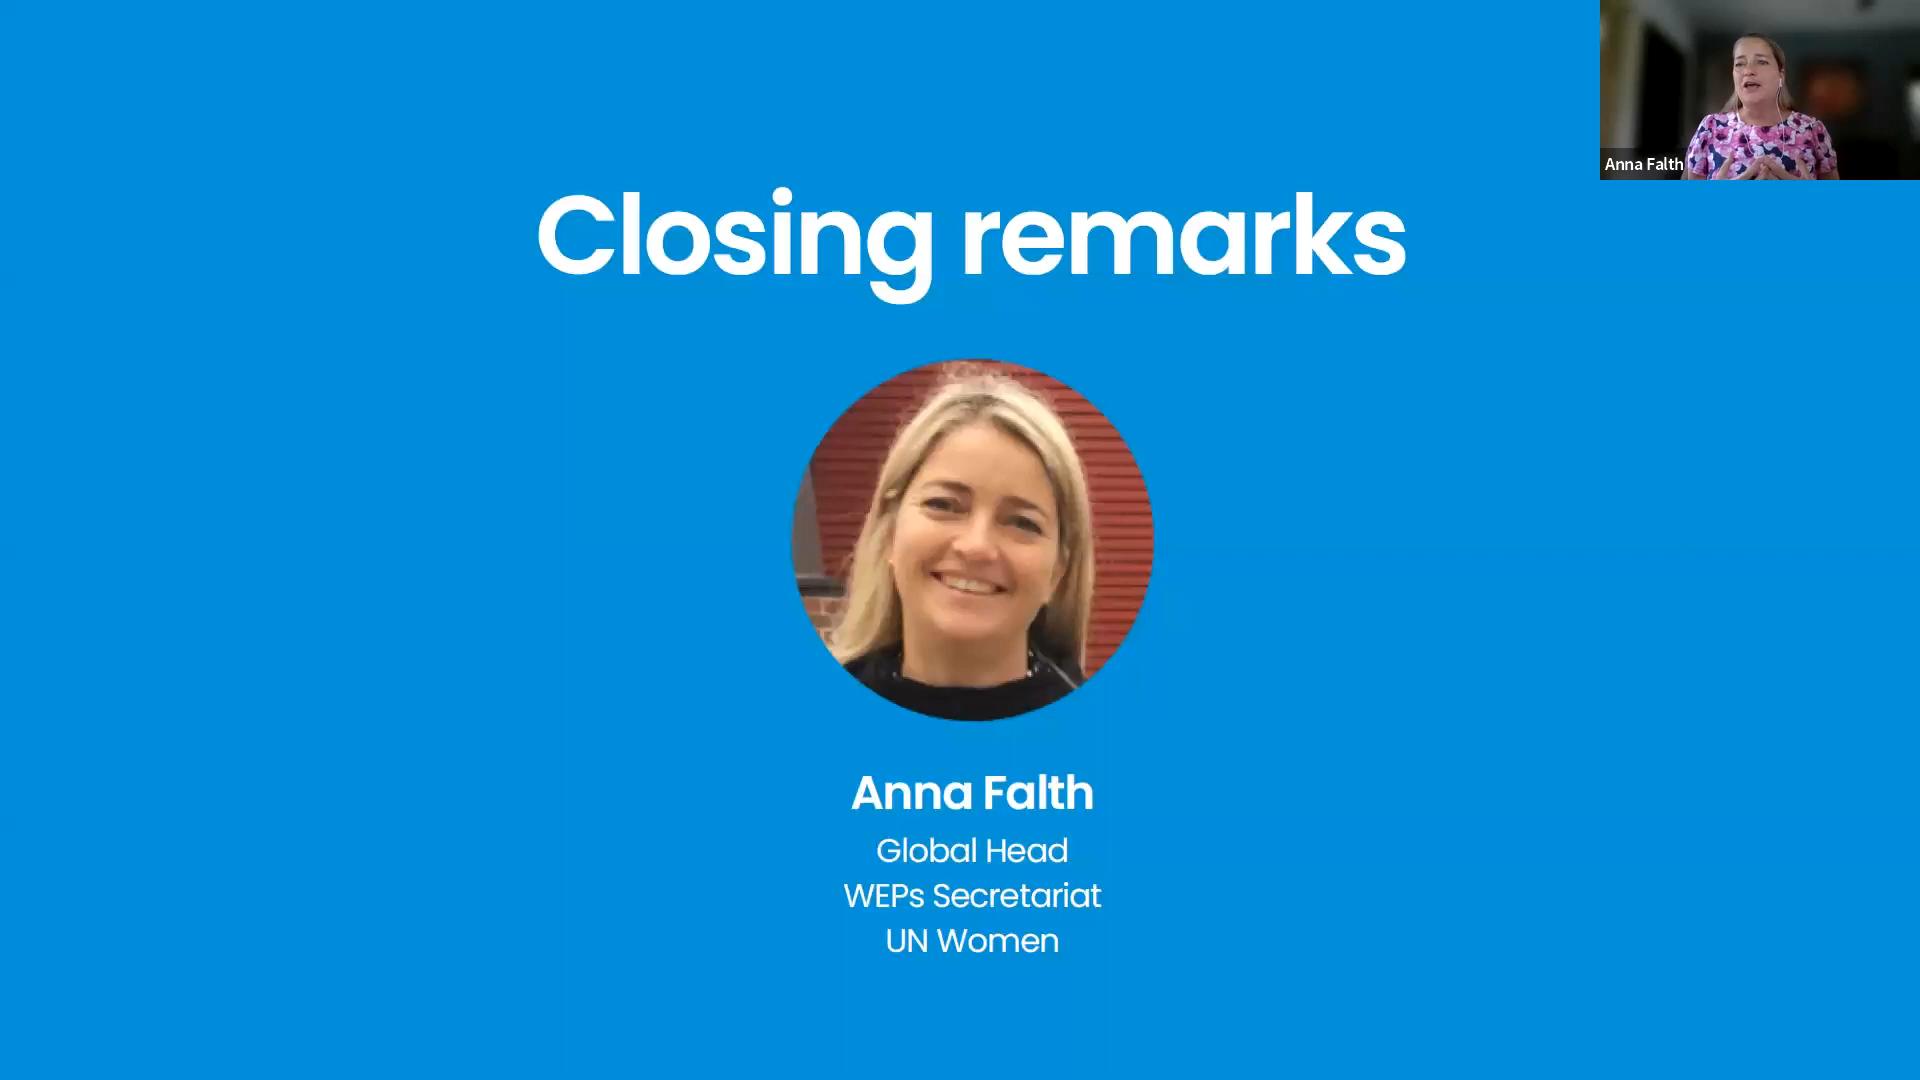 Anna Falth
Closing remarks
Anna Falth
Global Head
WEPs Secretariat
UN Women